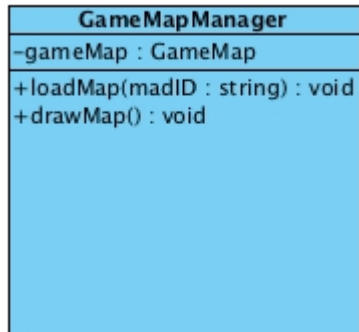 GameMapManager
-gameMap : GameMap
+loadMap(madID : string) : void
+drawMap() : void